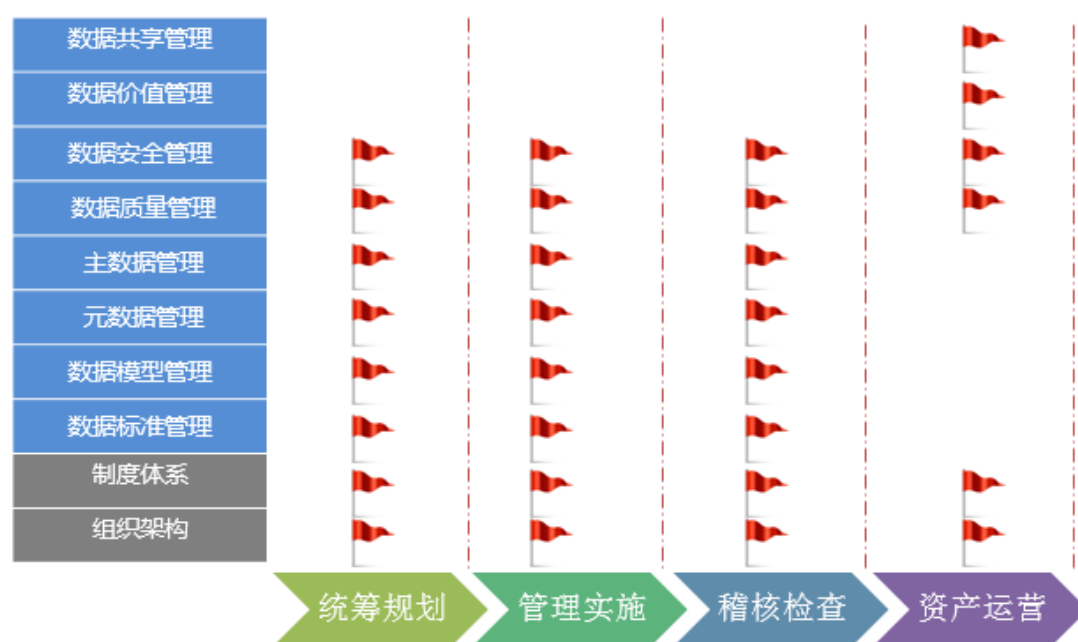 数据共享管理
数据价值管理
数据安全管理
数据质量管理
主数据管理
元数据管理
数据模型管理
数据标准管理
制度体系
组织架构
统筹规划
管理实施
稽核检查
资产运营